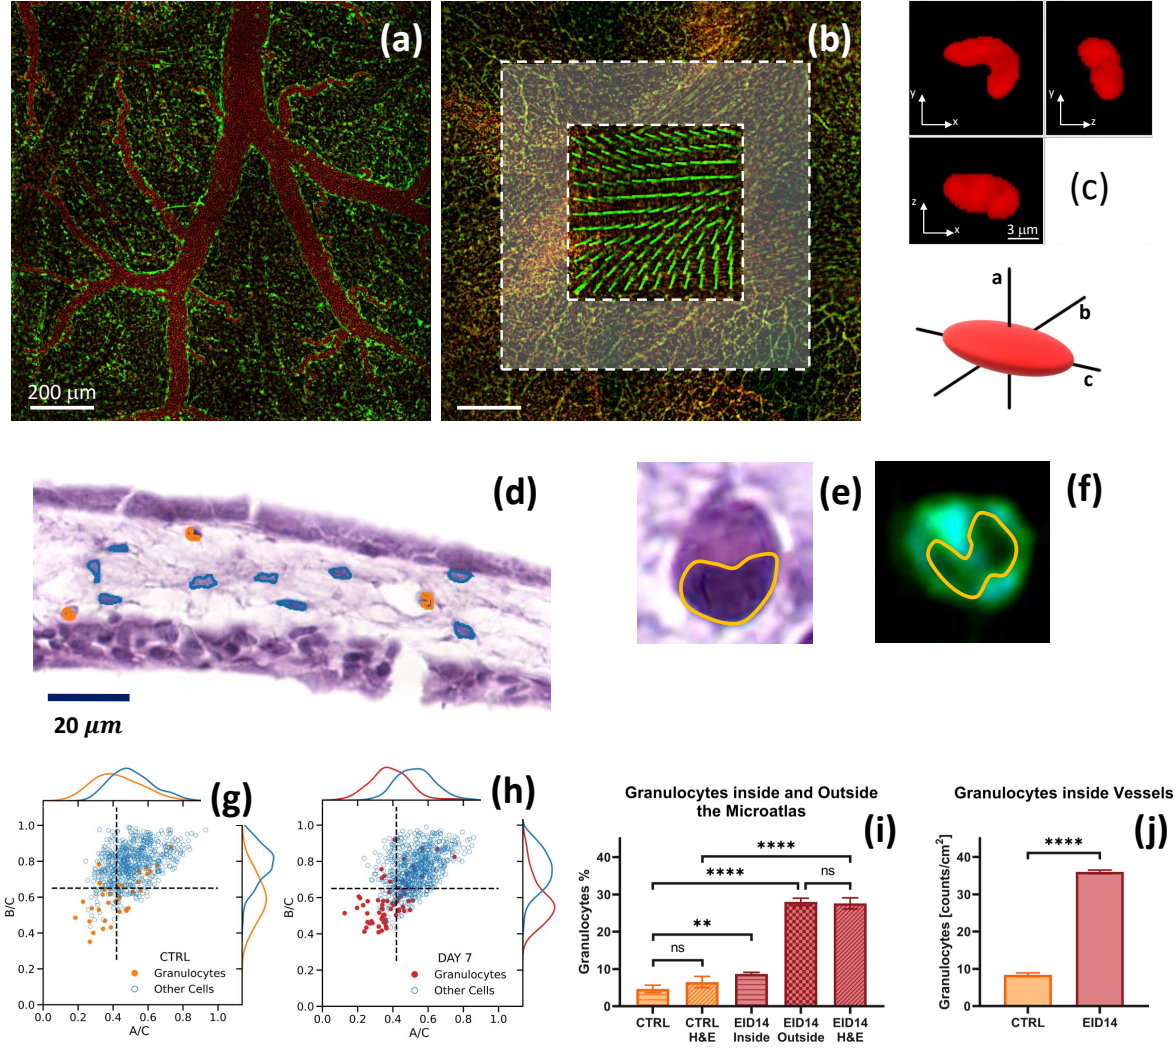 (a)
200 μm
(b)
y
x
y
z
z
x
3 μm
(c)
a
b
c
(d)
20 μm
(e)
(f)
(g)
B/C
1.0
0.8
0.6
0.4
0.2
0.0
CTRL
Granulocytes
Other Cells
0.0 0.2 0.4 0.6 0.8 1.0
A/C
(h)
B/C
1.0
0.8
0.6
0.4
0.2
0.0
DAY 7
Granulocytes
Other Cells
0.0 0.2 0.4 0.6 0.8 1.0
A/C
Granulocytes inside and Outside
the Microatlas
(i)
Granulocytes %
40
30
20
10
0
****
****
ns
**
ns
CTRL
CTRL
H&E
EID14
Inside
EID14
Outside
EID14
H&E
Granulocytes inside Vessels
(j)
Granulocytes [counts/cm²]
40
30
20
10
0
****
CTRL
EID14